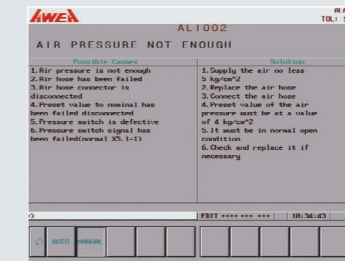 AWEA
ALA
TOL: 
AL1002
AIR PRESSURE NOT ENOUGH
Possible Causes
1.Air pressure is not enough
2.Air hose has been failed
3.Air hose connector is
disconnected
4.Preset value to nominal has
been failed disconnected
5.Pressure switch is defective
6.Pressure switch signal has
been failed(normal X5.1=1)
Solution
1.Supply the air no less
5 kg/cm^2
2.Replace the air hose
3.Connect the air hose
4.Preset value of the air
pressure must be at a value
of 4 kg/cm^2
5.It must be in normal open
condition
6.Check and replace it if
necessary
>>
EDIT **** *** ***
10:34:43
AUTO
MANUAL